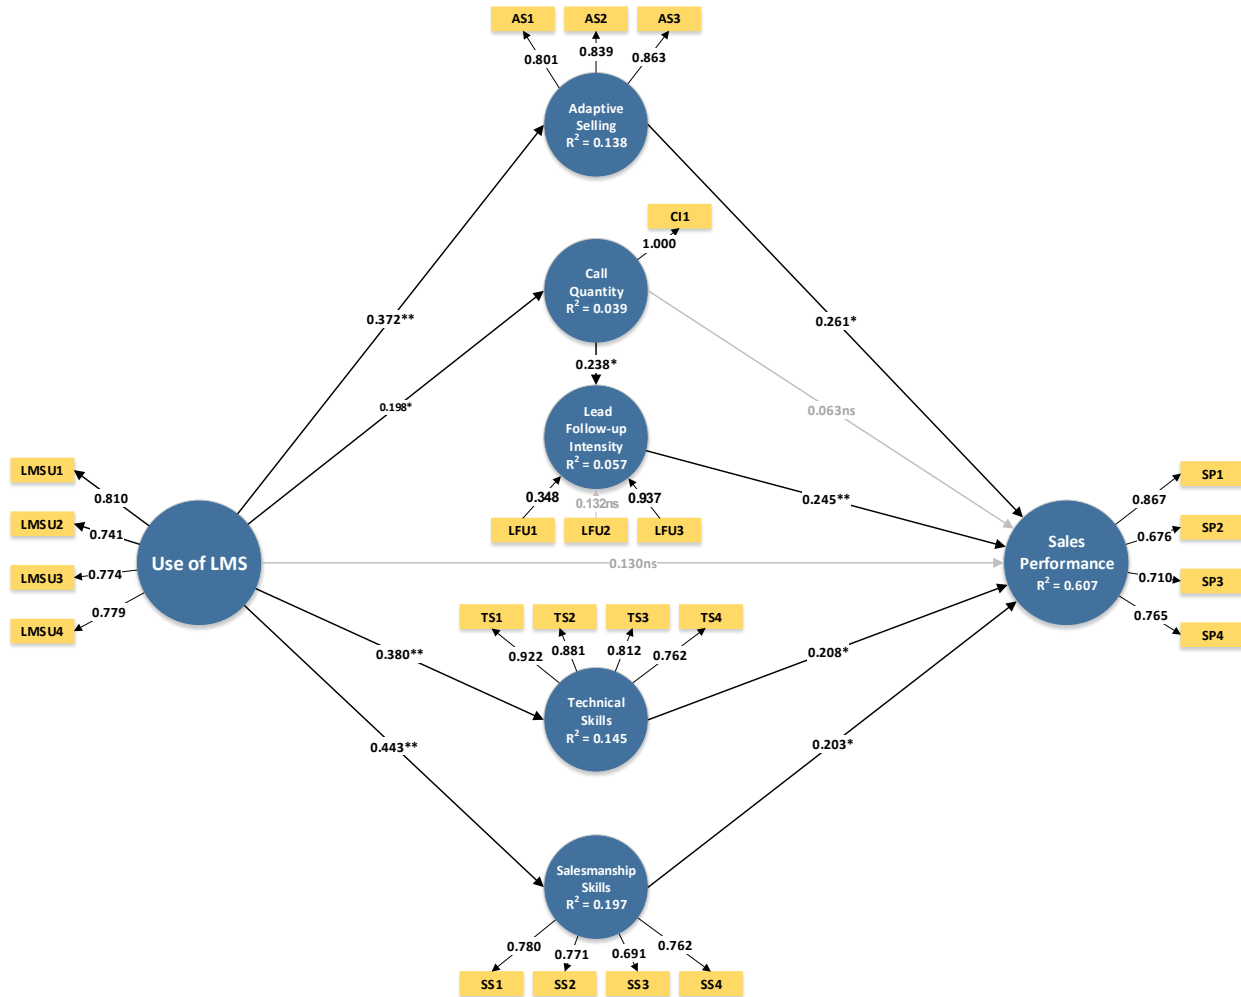 AS1
AS2
AS3
0.801
0.839
0.863
Adaptive
Selling
R² = 0.138
CI1
1.000
Call
Quantity
R² = 0.039
0.372**
0.261*
0.238*
0.198*
0.063ns
Lead
Follow-up
Intensity
R² = 0.057
LMSU1
0.810
LMSU2
0.741
LMSU3
0.774
LMSU4
0.779
Use of LMS
0.348
0.132ns
0.937
LFU1
LFU2
LFU3
0.245**
0.130ns
SP1
0.867
SP2
0.676
SP3
0.710
SP4
0.765
Sales
Performance
R² = 0.607
TS1
TS2
TS3
TS4
0.922
0.881
0.812
0.762
0.380**
0.208*
Technical
Skills
R² = 0.145
0.443**
0.203*
Salesmanship
Skills
R² = 0.197
0.780
0.771
0.691
0.762
SS1
SS2
SS3
SS4